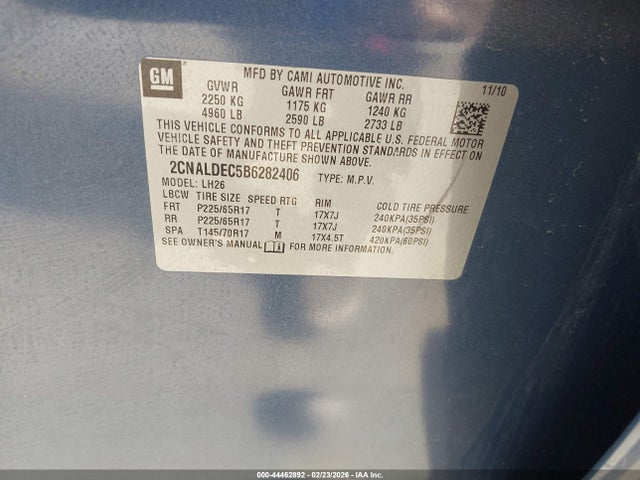 GM
MFD BY CAMI AUTOMOTIVE INC.
GVWR GAWR FRT GAWR RR 11/10
2250 KG 1175 KG 1240 KG
4960 LB 2590 LB 2733 LB
THIS VEHICLE CONFORMS TO ALL APPLICABLE U.S. FEDERAL MOTOR
VEHICLE SAFETY AND THEFT PREVENTION STANDARDS IN EFFECT ON
THE DATE OF MANUFACTURE SHOWN ABOVE.
2CNALDEC5B6282406 TYPE: M.P.V.
MODEL: LH26
LBCW TIRE SIZE SPEED RTG RIM COLD TIRE PRESSURE
FRT P225/65R17 T 17X7J 240KPA(35PSI)
RR P225/65R17 T 17X7J 240KPA(35PSI)
SPA T145/70R17 M 17X4.5T 420KPA(60PSI)
SEE OWNER'S MANUAL FOR MORE INFORMATION.
000-44462892 - 02/23/2026 - IAA Inc.